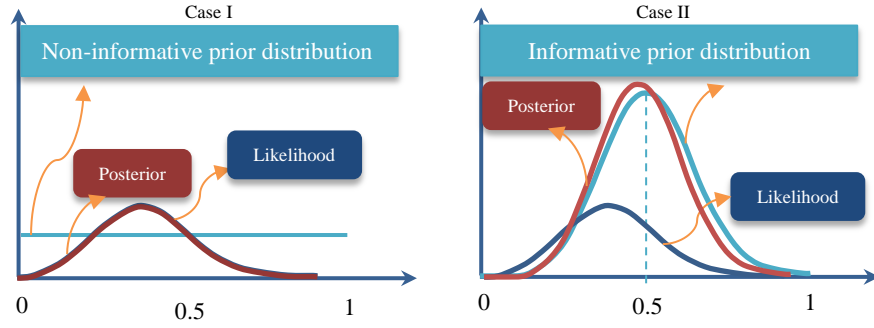 Case I
Non-informative prior distribution
Likelihood
Posterior
0
0.5
1
Case II
Informative prior distribution
Posterior
Likelihood
0
0.5
1